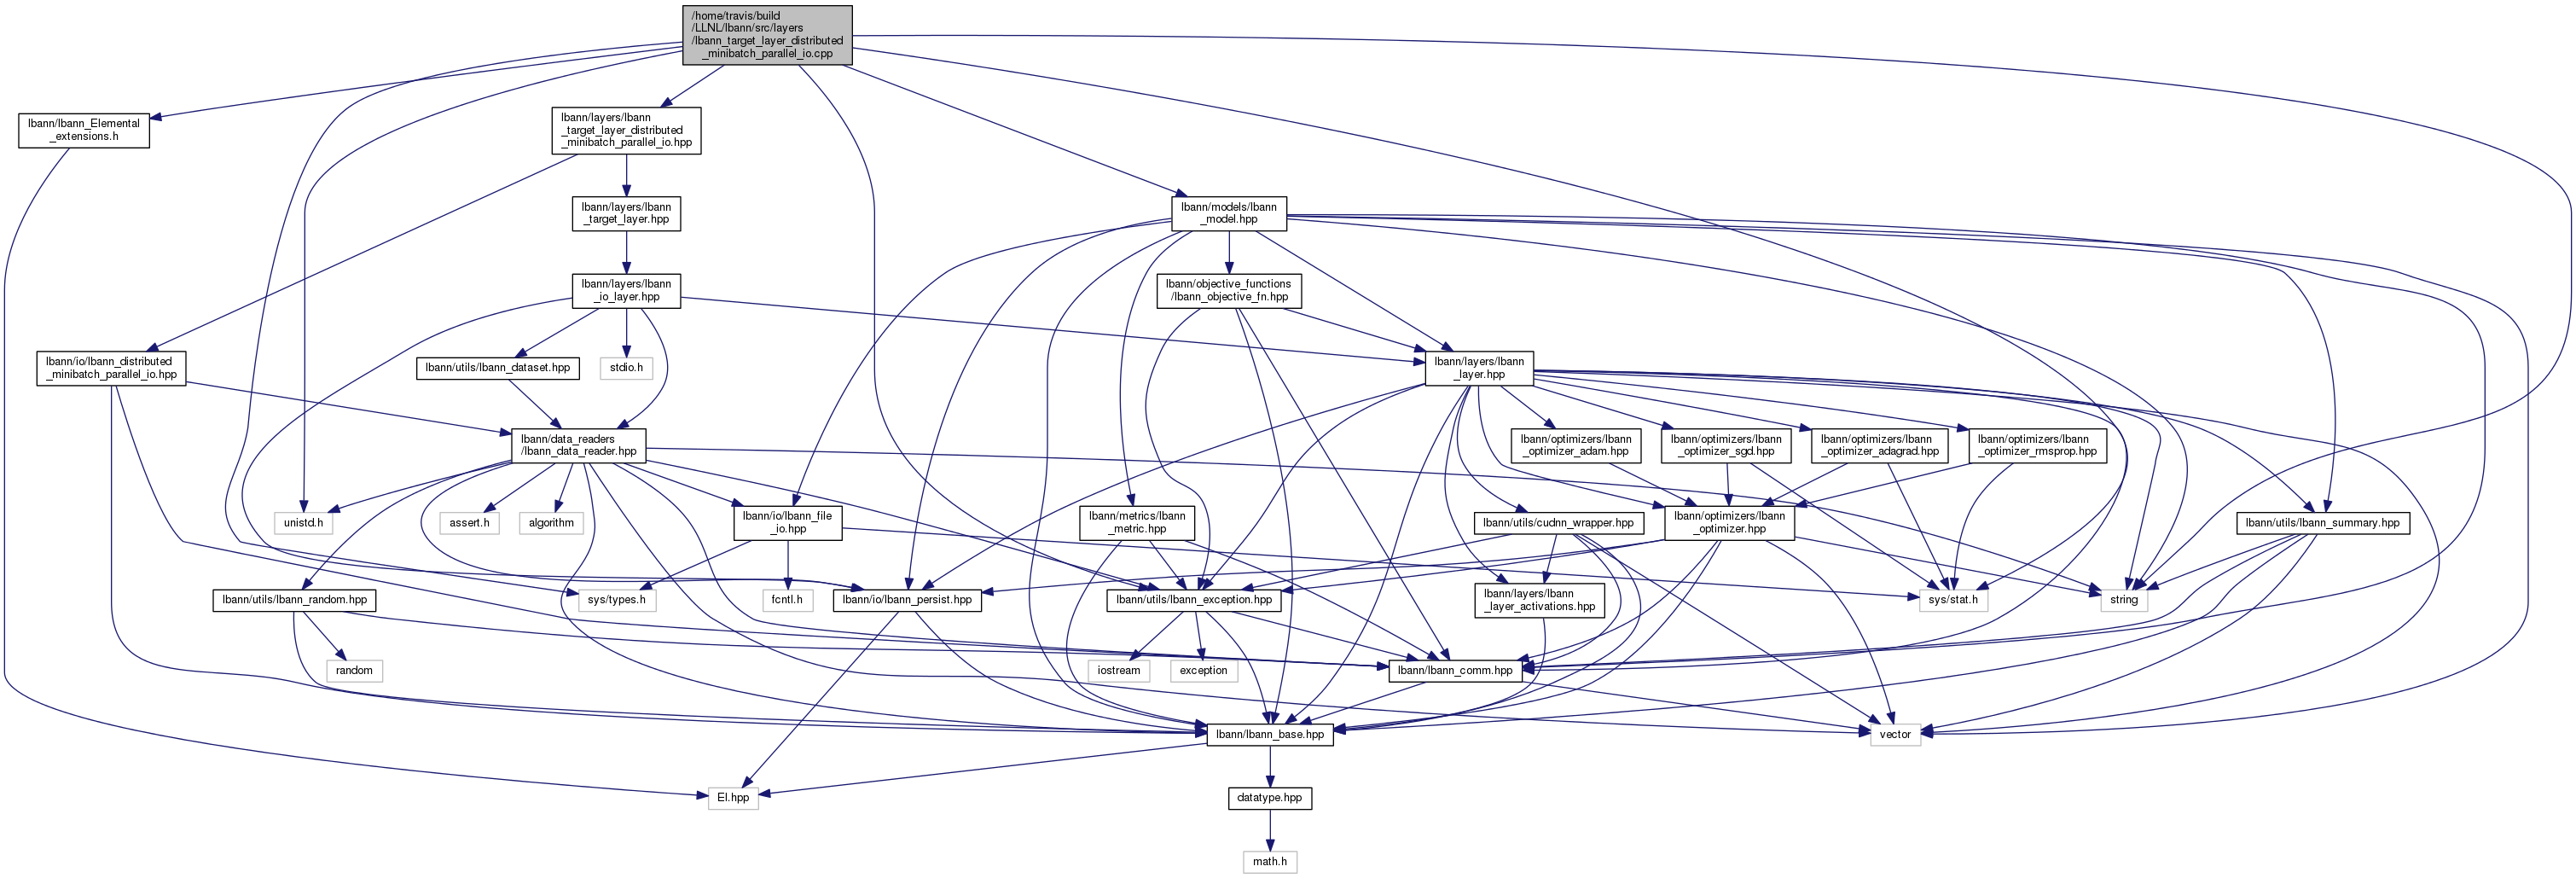 /home/travis/build
/LLNL/lbann/src/layers
/lbann_target_layer_distributed
_minibatch_parallel_io.cpp
lbann/lbann_Elemental
_extensions.h
lbann/layers/lbann
_target_layer_distributed
_minibatch_parallel_io.hpp
lbann/layers/lbann
_target_layer.hpp
lbann/models/lbann
_model.hpp
lbann/layers/lbann
_io_layer.hpp
lbann/objective_functions
/lbann_objective_fn.hpp
lbann/io/lbann_distributed
_minibatch_parallel_io.hpp
lbann/utils/lbann_dataset.hpp
stdio.h
lbann/layers/lbann
_layer.hpp
lbann/data_readers
/lbann_data_reader.hpp
lbann/optimizers/lbann
_optimizer_adam.hpp
lbann/optimizers/lbann
_optimizer_sgd.hpp
lbann/optimizers/lbann
_optimizer_adagrad.hpp
lbann/optimizers/lbann
_optimizer_rmsprop.hpp
unistd.h
assert.h
algorithm
lbann/io/lbann_file
_io.hpp
lbann/metrics/lbann
_metric.hpp
lbann/utils/cudnn_wrapper.hpp
lbann/optimizers/lbann
_optimizer.hpp
lbann/utils/lbann_summary.hpp
lbann/utils/lbann_random.hpp
sys/types.h
fcntl.h
lbann/io/lbann_persist.hpp
lbann/utils/lbann_exception.hpp
lbann/layers/lbann
_layer_activations.hpp
sys/stat.h
string
random
iostream
exception
lbann/lbann_comm.hpp
lbann/lbann_base.hpp
vector
El.hpp
datatype.hpp
math.h